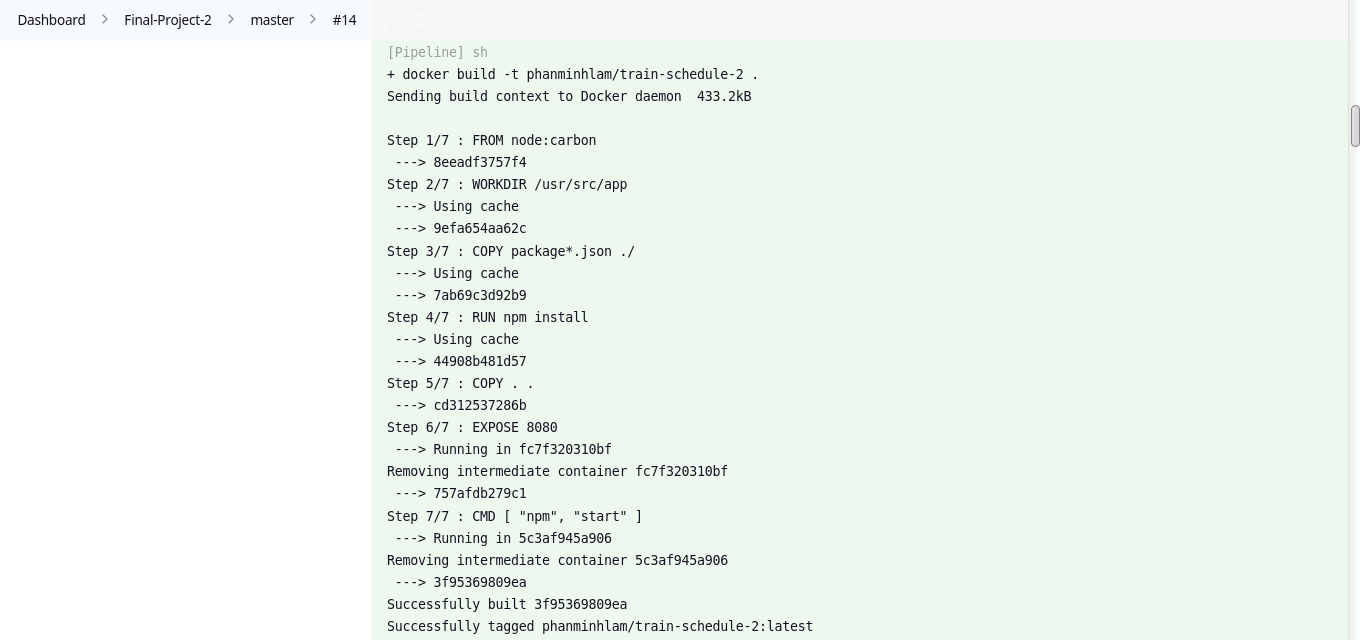 Dashboard > Final-Project-2 > master > #14
[Pipeline] sh
+ docker build -t phanminhlam/train-schedule-2 .
Sending build context to Docker daemon  433.2kB
Step 1/7 : FROM node:carbon
 ---> 8eeadf3757f4
Step 2/7 : WORKDIR /usr/src/app
 ---> Using cache
 ---> 9efa654aa62c
Step 3/7 : COPY package*.json ./
 ---> Using cache
 ---> 7ab69c3d92b9
Step 4/7 : RUN npm install
 ---> Using cache
 ---> 44908b481d57
Step 5/7 : COPY . .
 ---> cd312537286b
Step 6/7 : EXPOSE 8080
 ---> Running in fc7f320310bf
Removing intermediate container fc7f320310bf
 ---> 757afdb279c1
Step 7/7 : CMD [ "npm", "start" ]
 ---> Running in 5c3af945a906
Removing intermediate container 5c3af945a906
 ---> 3f95369809ea
Successfully built 3f95369809ea
Successfully tagged phanminhlam/train-schedule-2:latest